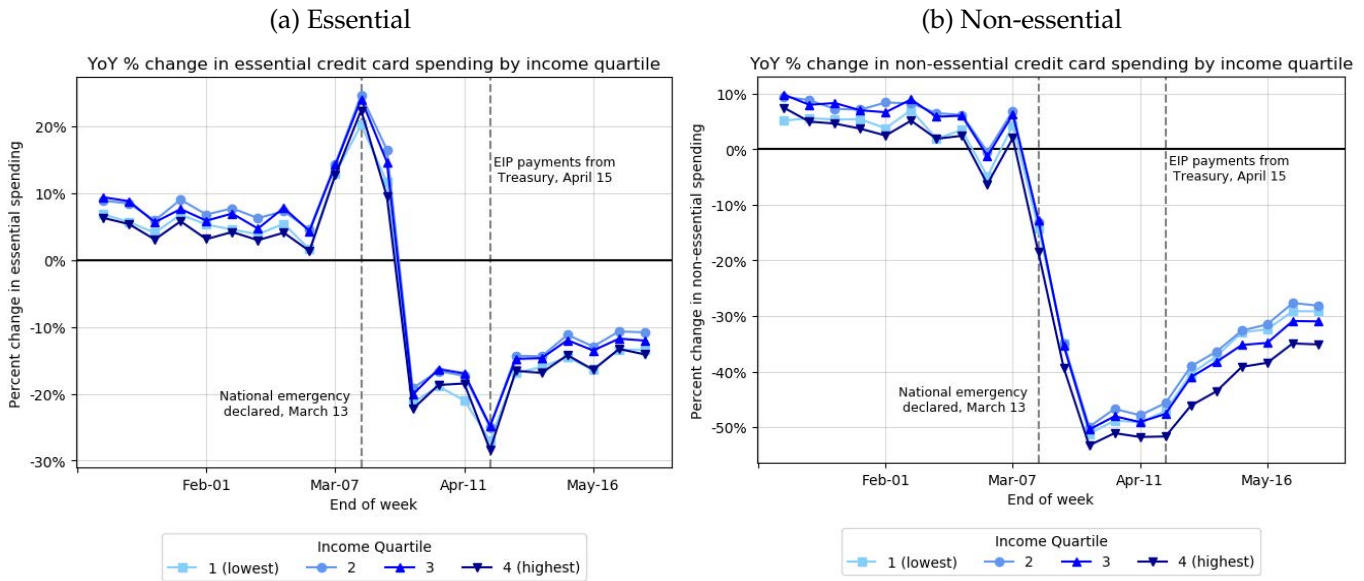 (a) Essential
YoY % change in essential credit card spending by income quartile
Percent change in essential spending
20%
10%
0%
-10%
-20%
-30%
EIP payments from
Treasury, April 15
National emergency
declared, March 13
Feb-01
Mar-07
Apr-11
May-16
End of week
Income Quartile
1 (lowest)
2
3
4 (highest)
(b) Non-essential
YoY % change in non-essential credit card spending by income quartile
Percent change in non-essential spending
10%
0%
-10%
-20%
-30%
-40%
-50%
EIP payments from
Treasury, April 15
National emergency
declared, March 13
Feb-01
Mar-07
Apr-11
May-16
End of week
Income Quartile
1 (lowest)
2
3
4 (highest)